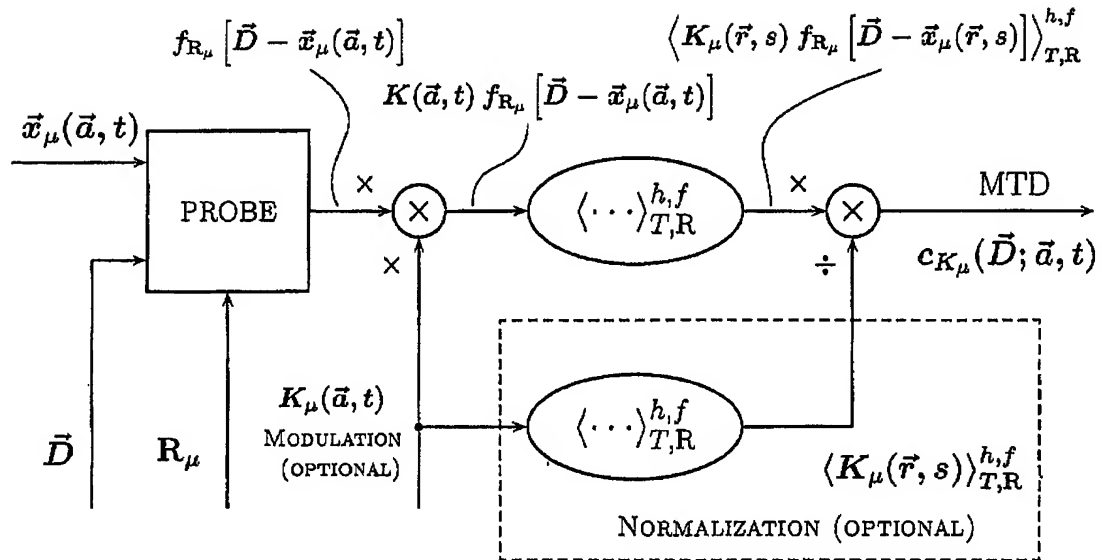 f_{R_μ} [D⃗ − x⃗_μ(a⃗, t)]
⟨K_μ(r⃗, s) f_{R_μ} [D⃗ − x⃗_μ(r⃗, s)]⟩^{h,f}_{T,R}
K(a⃗, t) f_{R_μ} [D⃗ − x⃗_μ(a⃗, t)]
x⃗_μ(a⃗, t)
PROBE
×
×
⟨⋯⟩^{h,f}_{T,R}
×
×
MTD
×
÷
c_{K_μ}(D⃗; a⃗, t)
K_μ(a⃗, t)
MODULATION
(OPTIONAL)
⟨⋯⟩^{h,f}_{T,R}
D⃗
R_μ
⟨K_μ(r⃗, s)⟩^{h,f}_{T,R}
NORMALIZATION (OPTIONAL)